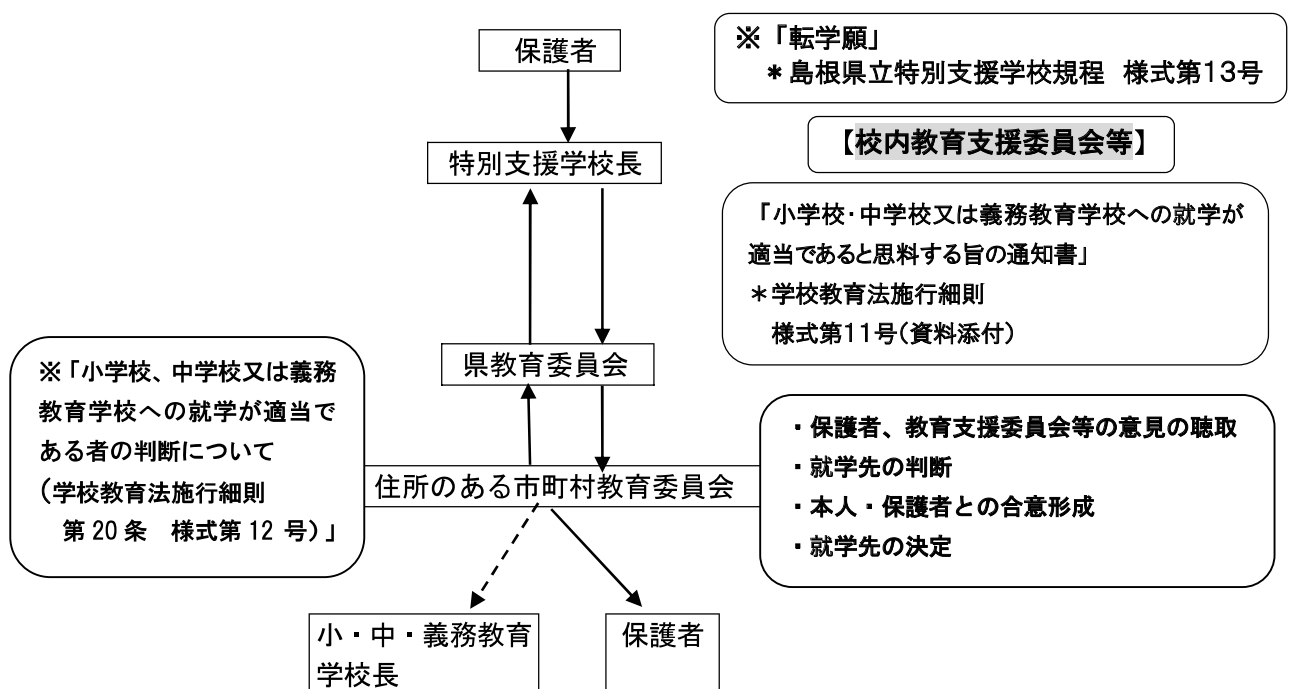 保護者
※「転学願」
＊島根県立特別支援学校規程　様式第13号
【校内教育支援委員会等】
特別支援学校長
「小学校・中学校又は義務教育学校への就学が
適当であると思料する旨の通知書」
＊学校教育法施行細則
様式第11号（資料添付）
県教育委員会
※「小学校、中学校又は義務
教育学校への就学が適当で
ある者の判断について
（学校教育法施行細則
第20条　様式第12号）」
住所のある市町村教育委員会
・保護者、教育支援委員会等の意見の聴取
・就学先の判断
・本人・保護者との合意形成
・就学先の決定
小・中・義務教育
学校長
保護者